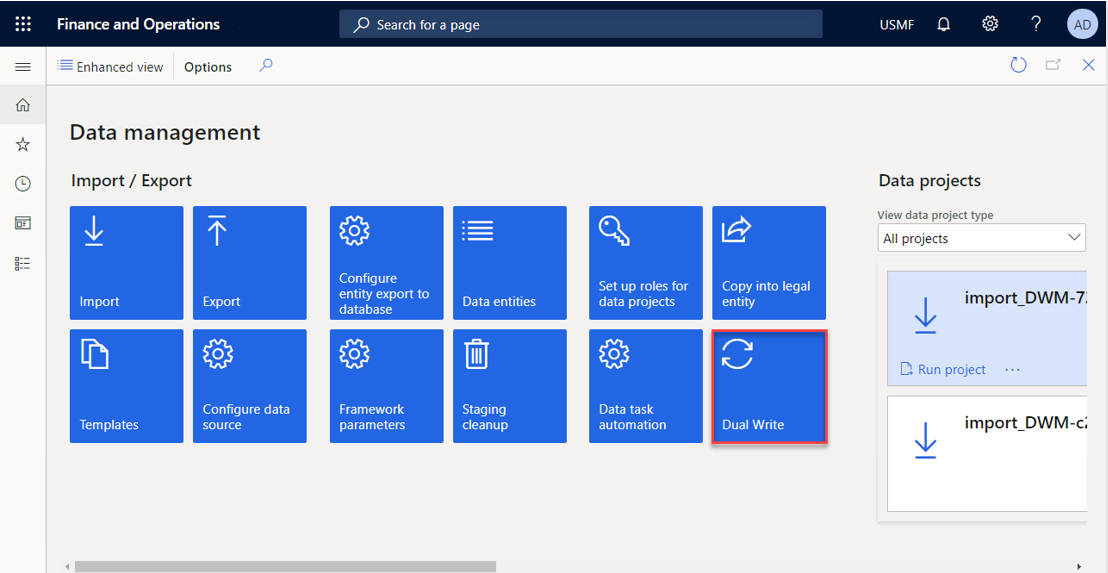 Finance and Operations
Search for a page
USMF
?
AD
Enhanced view
Options
Data management
Import / Export
Import
Export
Configure
entity export to
database
Data entities
Set up roles for
data projects
Copy into legal
entity
Templates
Configure data
source
Framework
parameters
Staging
cleanup
Data task
automation
Dual Write
Data projects
View data project type
All projects
import_DWM-72
Run project
...
import_DWM-c2